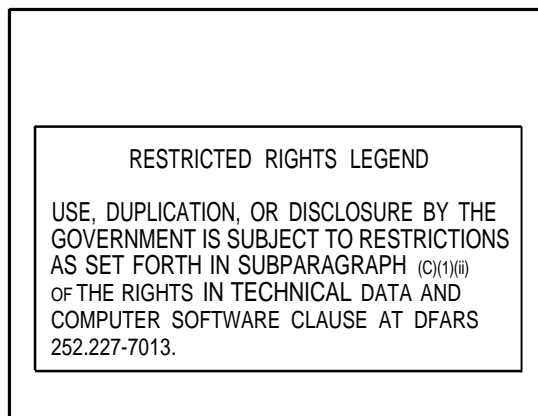 RESTRICTED RIGHTS LEGEND
USE, DUPLICATION, OR DISCLOSURE BY THE
GOVERNMENT IS SUBJECT TO RESTRICTIONS
AS SET FORTH IN SUBPARAGRAPH (C)(1)(ii)
OF THE RIGHTS IN TECHNICAL DATA AND
COMPUTER SOFTWARE CLAUSE AT DFARS
252.227-7013.